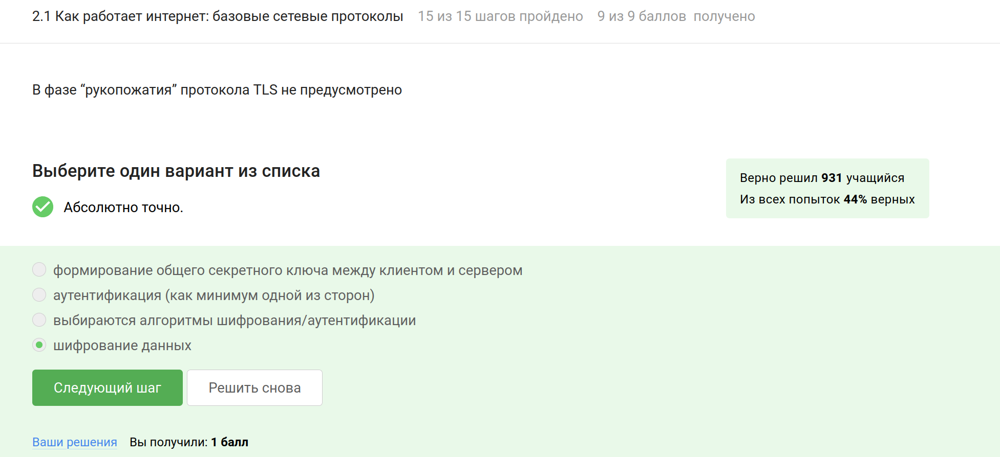 2.1 Как работает интернет: базовые сетевые протоколы 15 из 15 шагов пройдено 9 из 9 баллов получено
В фазе “рукопожатия” протокола TLS не предусмотрено
Выберите один вариант из списка
Абсолютно точно.
Верно решил 931 учащийся
Из всех попыток 44% верных
формирование общего секретного ключа между клиентом и сервером
аутентификация (как минимум одной из сторон)
выбираются алгоритмы шифрования/аутентификации
шифрование данных
Следующий шаг Решить снова
Ваши решения Вы получили: 1 балл